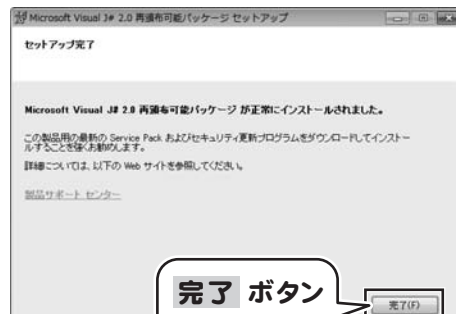 Microsoft Visual J# 2.0 再頒布可能パッケージ セットアップ
セットアップ完了
Microsoft Visual J# 2.0 再頒布可能パッケージ が正常にインストールされました。
この製品用の最新の Service Pack およびセキュリティ更新プログラムをダウンロードしてインストー
ルすることを強くお勧めします。
詳細については、以下の Web サイトを参照してください。
製品サポート センター
完了 ボタン
完了(F)